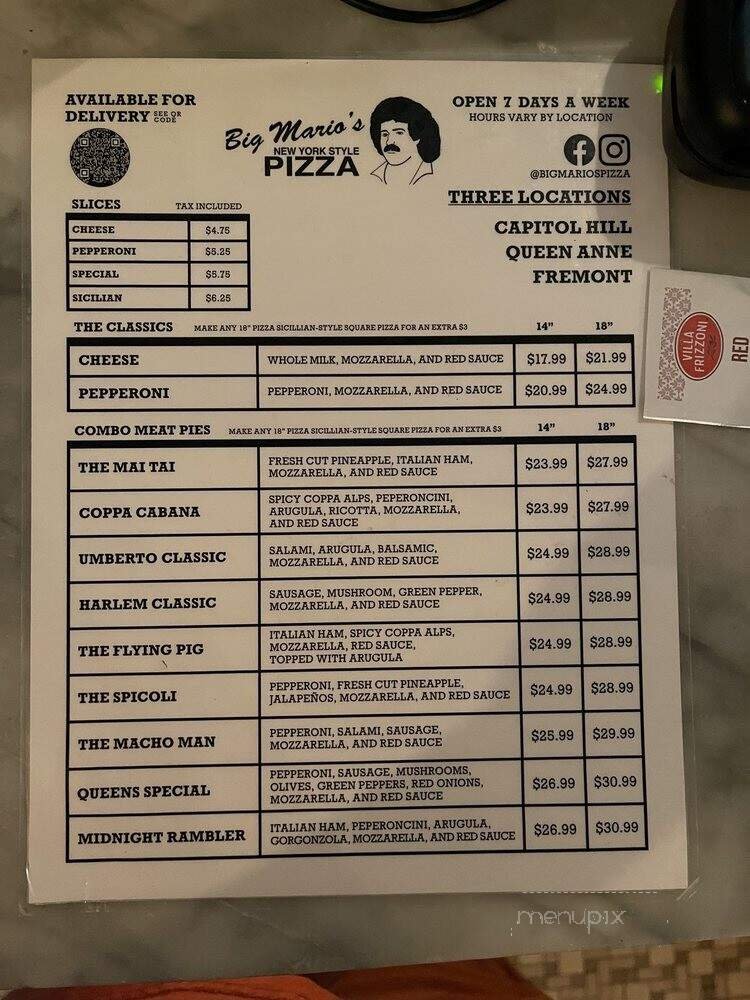 AVAILABLE FOR
DELIVERY SEE QR CODE
Big Mario's
NEW YORK STYLE
PIZZA
OPEN 7 DAYS A WEEK
HOURS VARY BY LOCATION
@BIGMARIOSPIZZA
THREE LOCATIONS
CAPITOL HILL
QUEEN ANNE
FREMONT
SLICES TAX INCLUDED
CHEESE $4.75
PEPPERONI $5.25
SPECIAL $5.75
SICILIAN $6.25
THE CLASSICS MAKE ANY 18" PIZZA SICILLIAN-STYLE SQUARE PIZZA FOR AN EXTRA $3 14" 18"
CHEESE WHOLE MILK, MOZZARELLA, AND RED SAUCE $17.99 $21.99
PEPPERONI PEPPERONI, MOZZARELLA, AND RED SAUCE $20.99 $24.99
COMBO MEAT PIES MAKE ANY 18" PIZZA SICILLIAN-STYLE SQUARE PIZZA FOR AN EXTRA $3 14" 18"
THE MAI TAI FRESH CUT PINEAPPLE, ITALIAN HAM,
MOZZARELLA, AND RED SAUCE $23.99 $27.99
COPPA CABANA SPICY COPPA ALPS, PEPERONCINI,
ARUGULA, RICOTTA, MOZZARELLA,
AND RED SAUCE $23.99 $27.99
UMBERTO CLASSIC SALAMI, ARUGULA, BALSAMIC,
MOZZARELLA, AND RED SAUCE $24.99 $28.99
HARLEM CLASSIC SAUSAGE, MUSHROOM, GREEN PEPPER,
MOZZARELLA, AND RED SAUCE $24.99 $28.99
THE FLYING PIG ITALIAN HAM, SPICY COPPA ALPS,
MOZZARELLA, RED SAUCE,
TOPPED WITH ARUGULA $24.99 $28.99
THE SPICOLI PEPPERONI, FRESH CUT PINEAPPLE,
JALAPEÑOS, MOZZARELLA, AND RED SAUCE $24.99 $28.99
THE MACHO MAN PEPPERONI, SALAMI, SAUSAGE,
MOZZARELLA, AND RED SAUCE $25.99 $29.99
QUEENS SPECIAL PEPPERONI, SAUSAGE, MUSHROOMS,
OLIVES, GREEN PEPPERS, RED ONIONS,
MOZZARELLA, AND RED SAUCE $26.99 $30.99
MIDNIGHT RAMBLER ITALIAN HAM, PEPERONCINI, ARUGULA,
GORGONZOLA, MOZZARELLA, AND RED SAUCE $26.99 $30.99
VILLA
FRIZZONI
RED
menupix